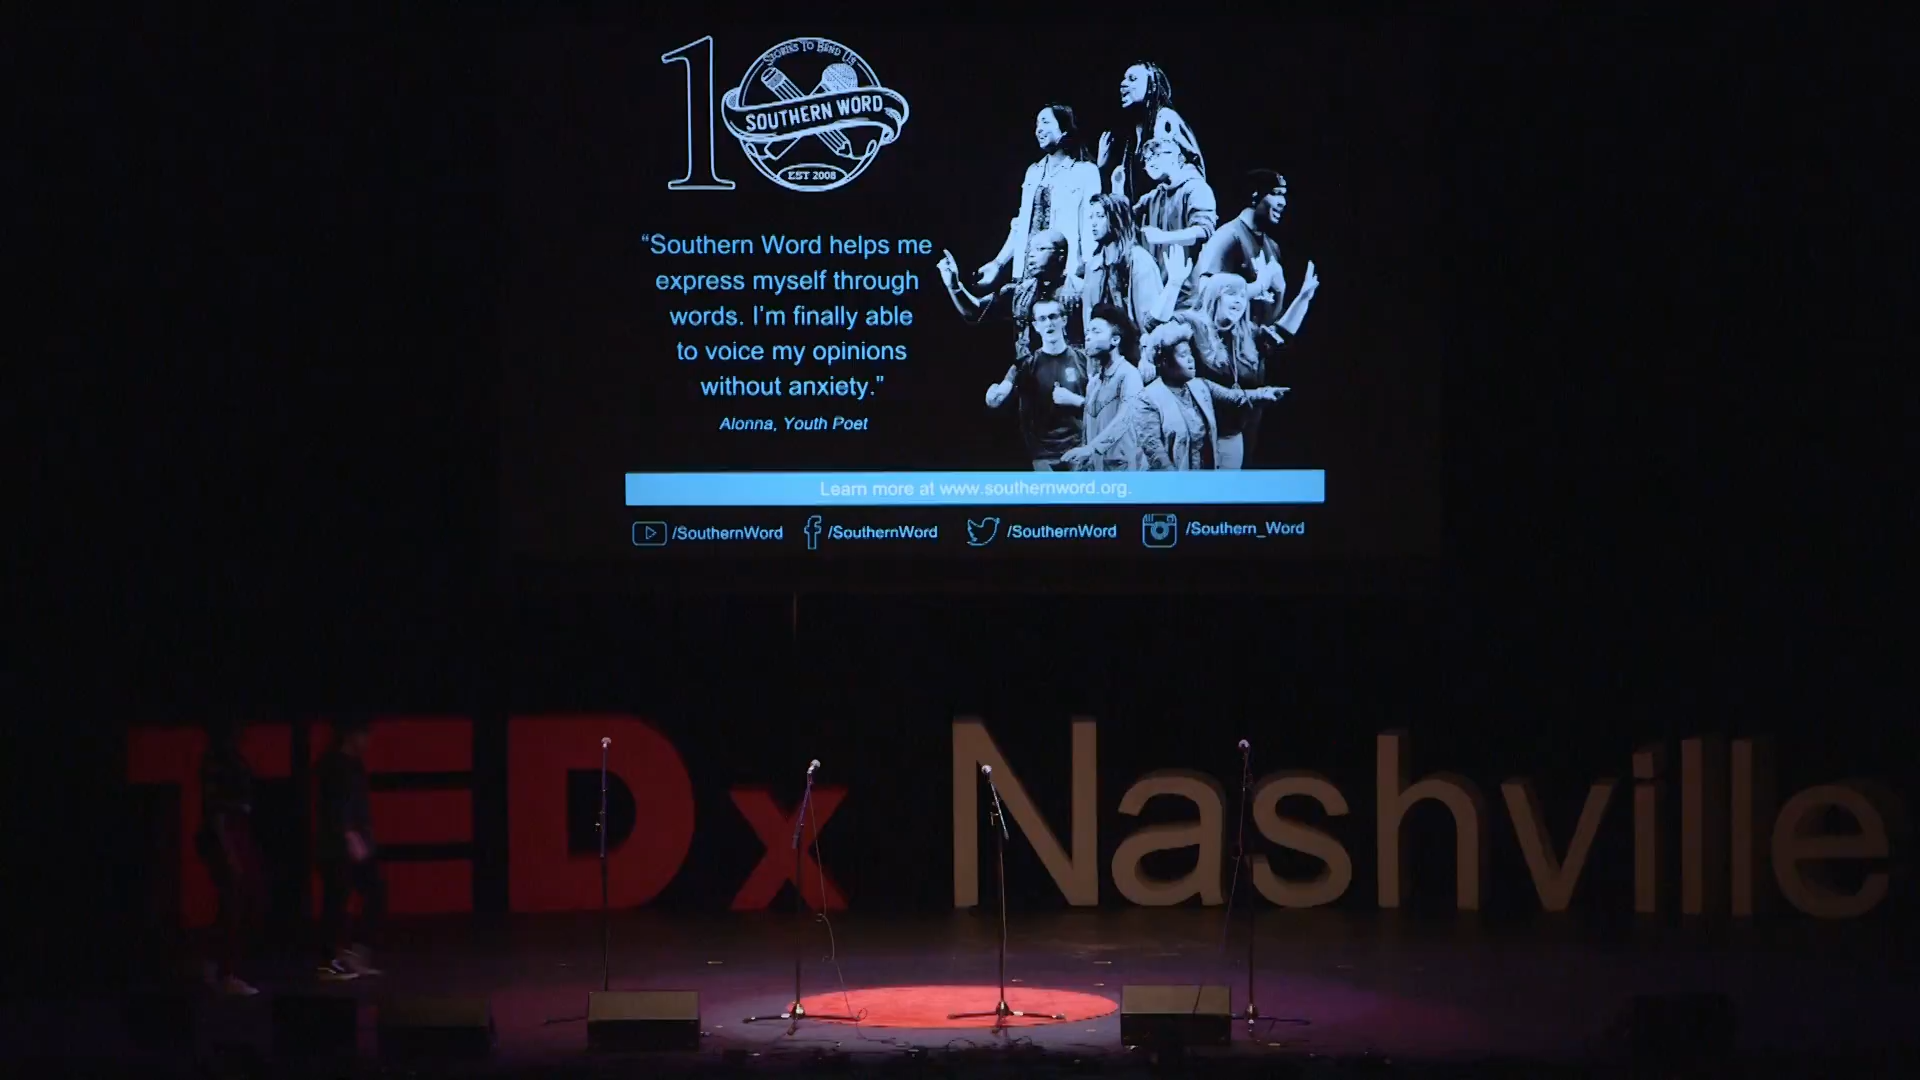 10
STORIES TO BEND US
SOUTHERN WORD
EST 2008
“Southern Word helps me
express myself through
words. I'm finally able
to voice my opinions
without anxiety."
Alonna, Youth Poet
Learn more at www.southernword.org.
/SouthernWord /SouthernWord /SouthernWord /Southern_Word
TEDx Nashville